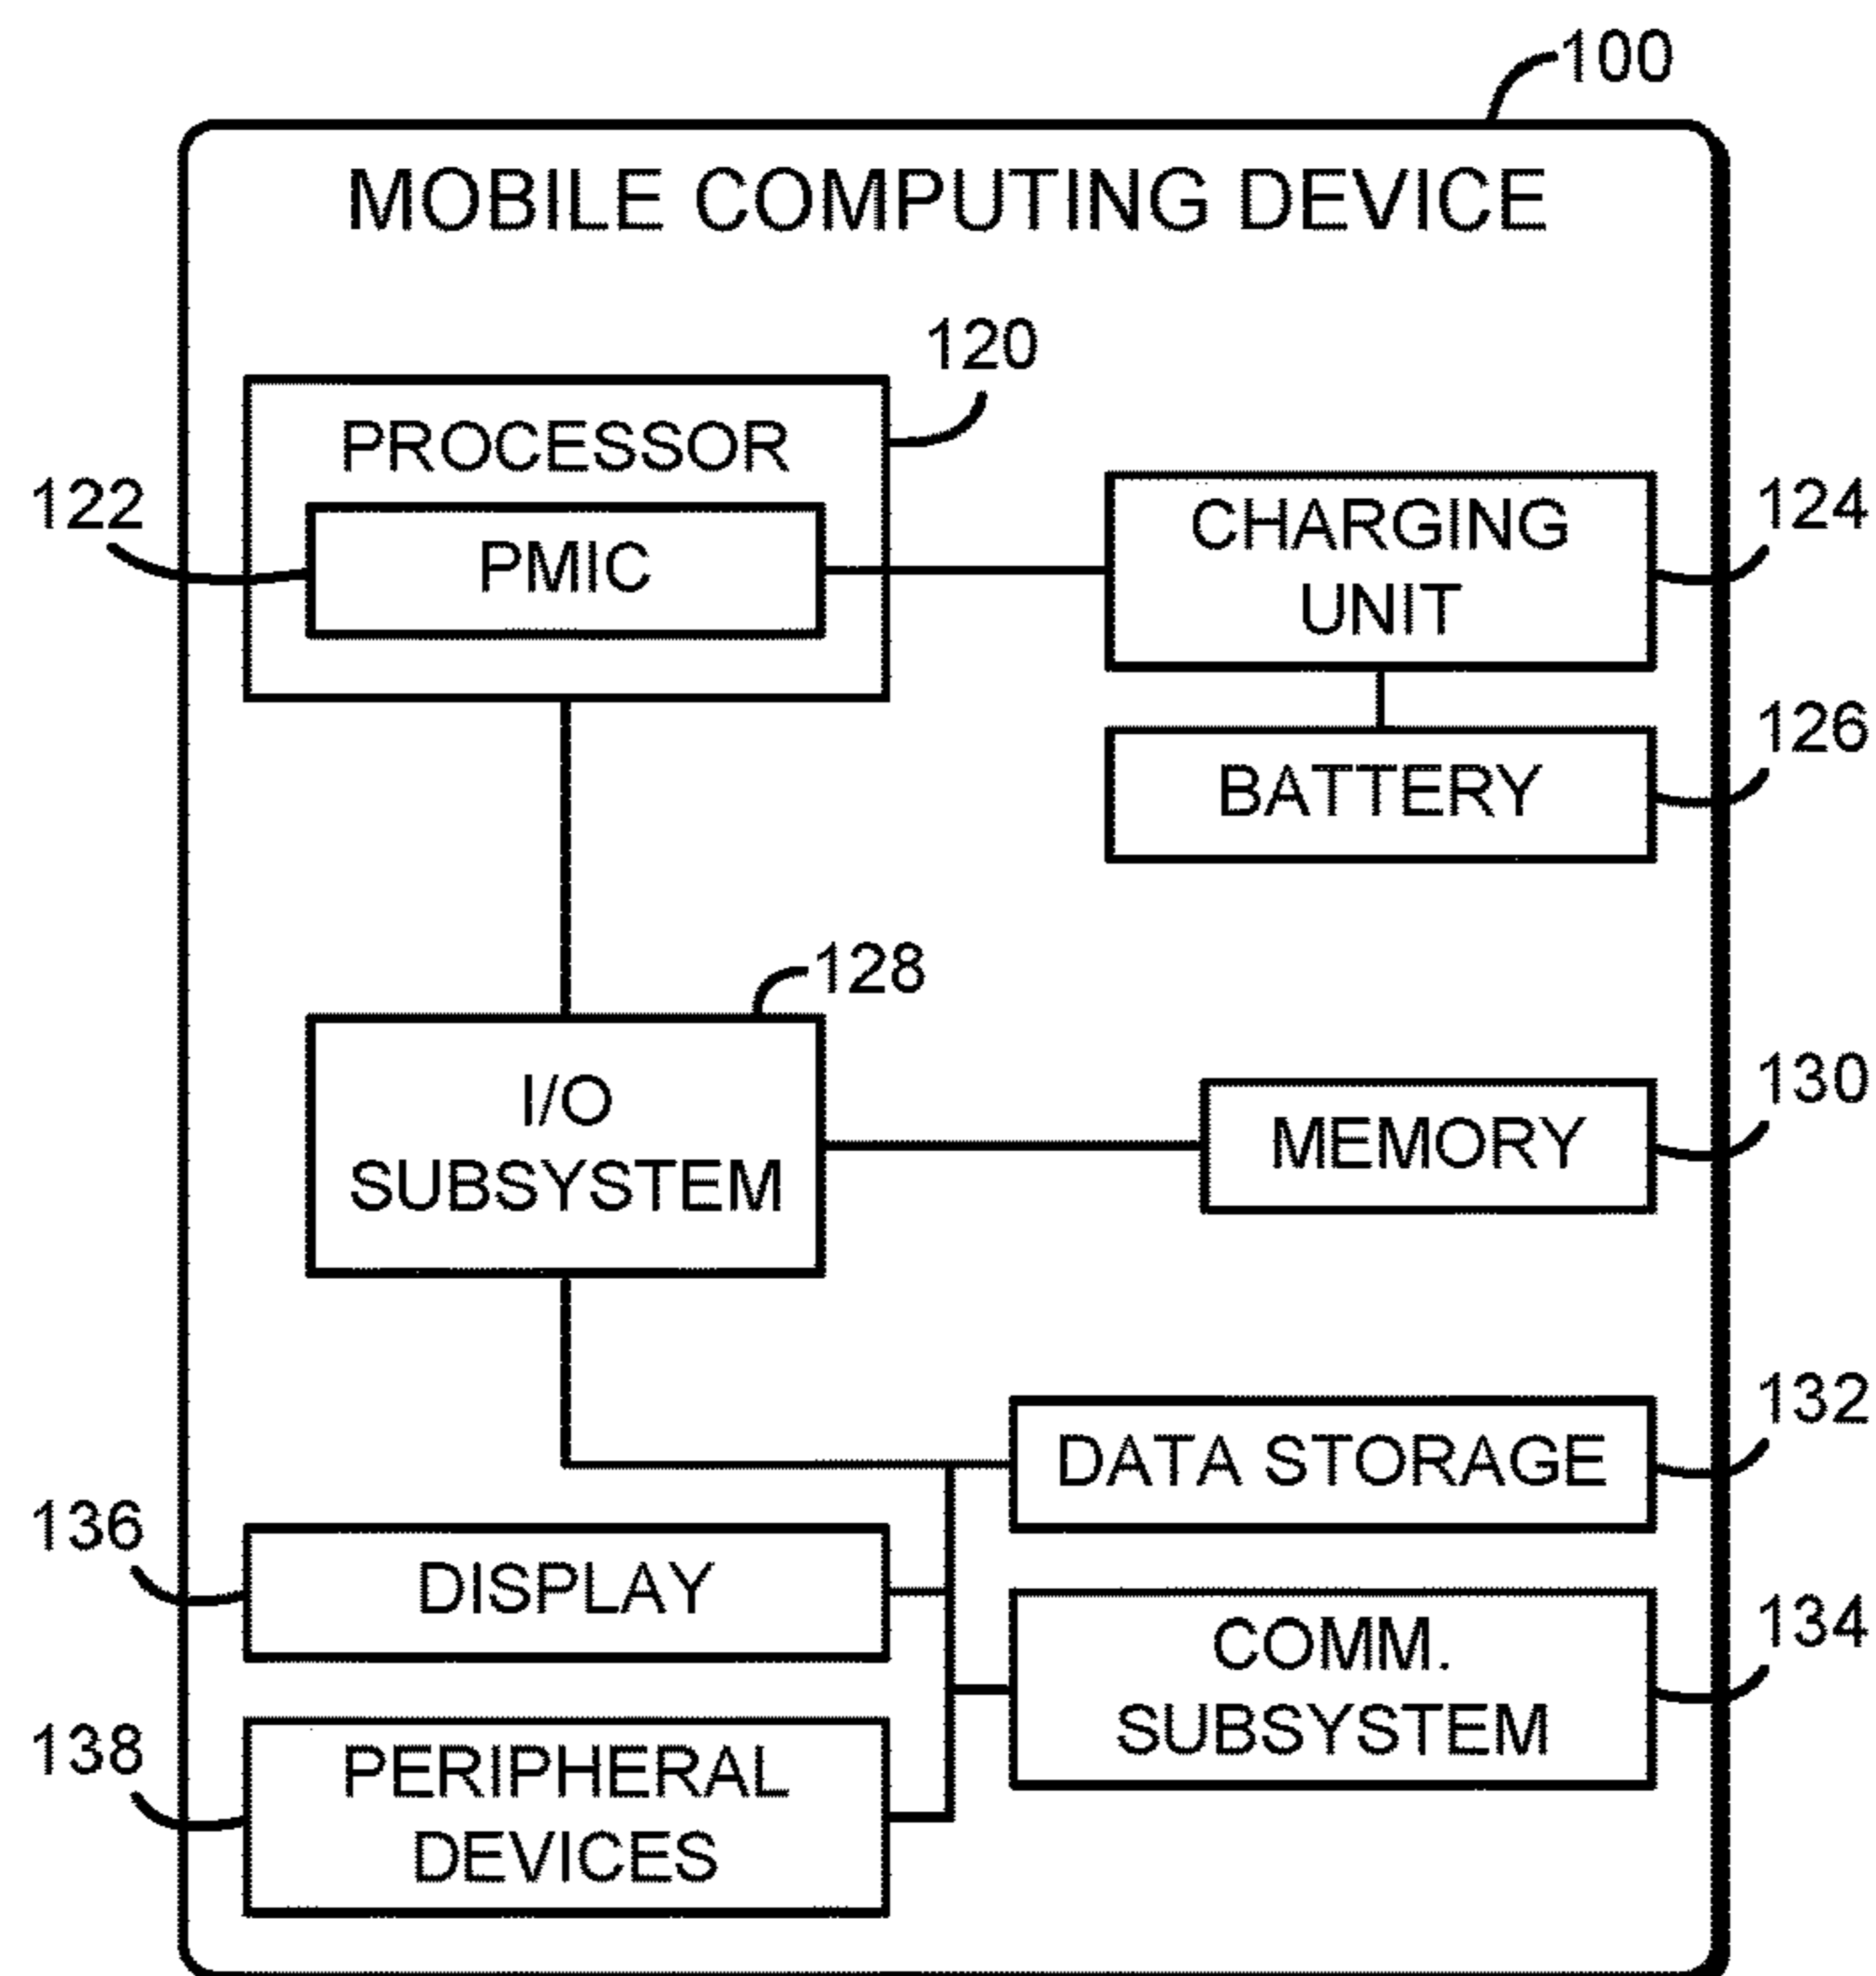 100
MOBILE COMPUTING DEVICE
120
PROCESSOR
122
PMIC
CHARGING
UNIT
124
126
BATTERY
128
I/O
SUBSYSTEM
130
MEMORY
132
DATA STORAGE
136
DISPLAY
134
COMM.
SUBSYSTEM
138
PERIPHERAL
DEVICES